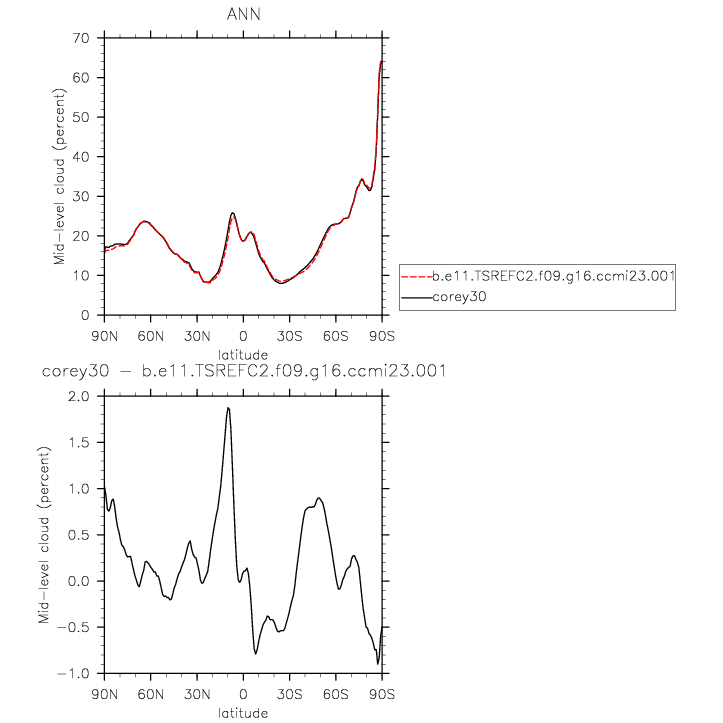 ANN
70
60
50
40
30
20
10
0
Mid-level cloud (percent)
90N 60N 30N 0 30S 60S 90S
latitude
b.e11.TSREFC2.f09.g16.ccmi23.001
corey30
corey30 - b.e11.TSREFC2.f09.g16.ccmi23.001
2.0
1.5
1.0
0.5
0.0
-0.5
-1.0
Mid-level cloud (percent)
90N 60N 30N 0 30S 60S 90S
latitude